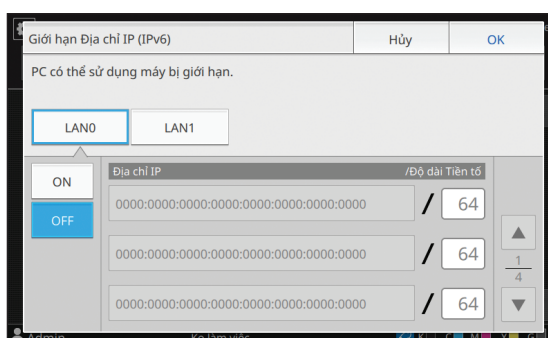 Giới hạn Địa chỉ IP (IPv6)
Hủy
OK
PC có thể sử dụng máy bị giới hạn.
LAN0
LAN1
ON
OFF
Địa chỉ IP
/Độ dài Tiền tố
0000:0000:0000:0000:0000:0000:0000:0000 / 64
0000:0000:0000:0000:0000:0000:0000:0000 / 64
0000:0000:0000:0000:0000:0000:0000:0000 / 64
1
4